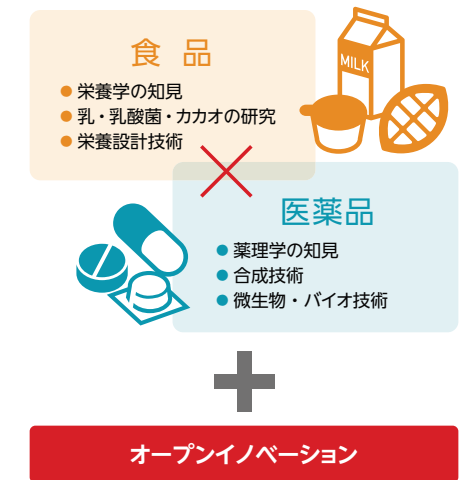 食品
● 栄養学の知見
● 乳・乳酸菌・カカオの研究
● 栄養設計技術
MILK
医薬品
● 薬理学の知見
● 合成技術
● 微生物・バイオ技術
オープンイノベーション